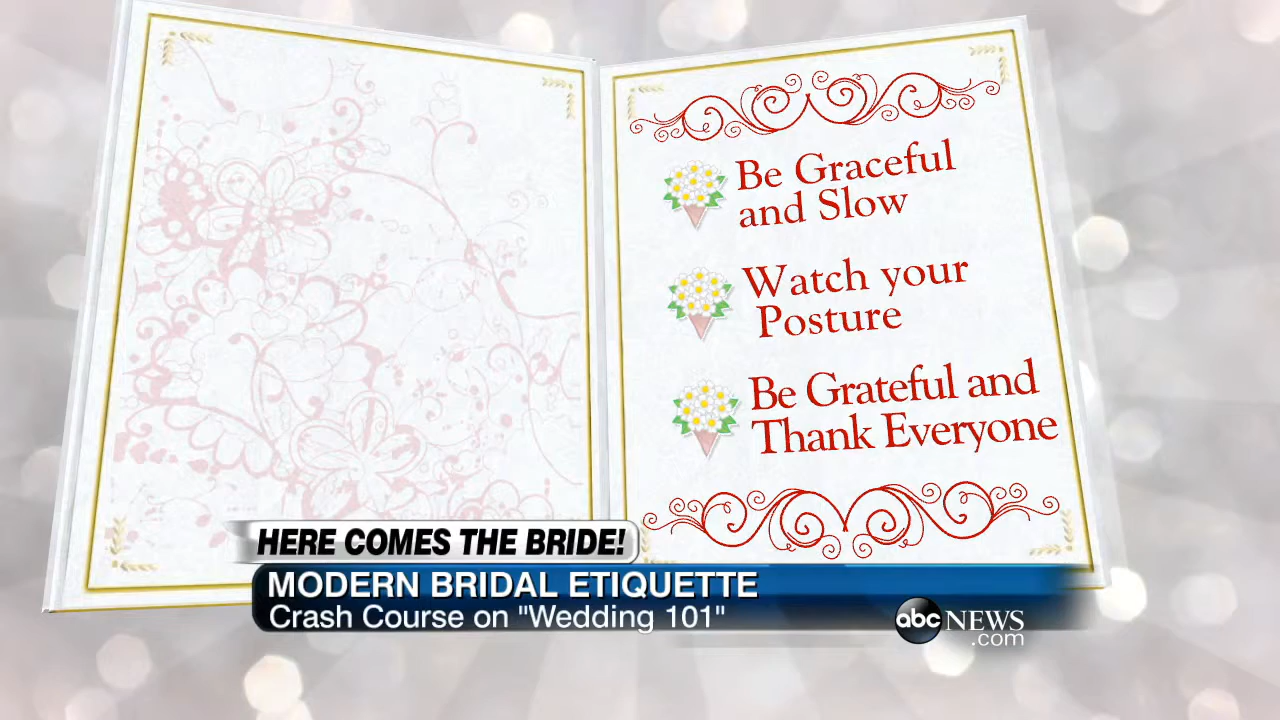 Be Graceful
and Slow
Watch your
Posture
Be Grateful and
Thank Everyone
HERE COMES THE BRIDE!
MODERN BRIDAL ETIQUETTE
Crash Course on "Wedding 101"
abc NEWS
.com